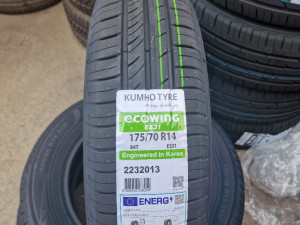 KUMHO TYRE
ecowing
ES31
175/70 R14
84T ES31
Engineered in Korea
2232013
ENERG